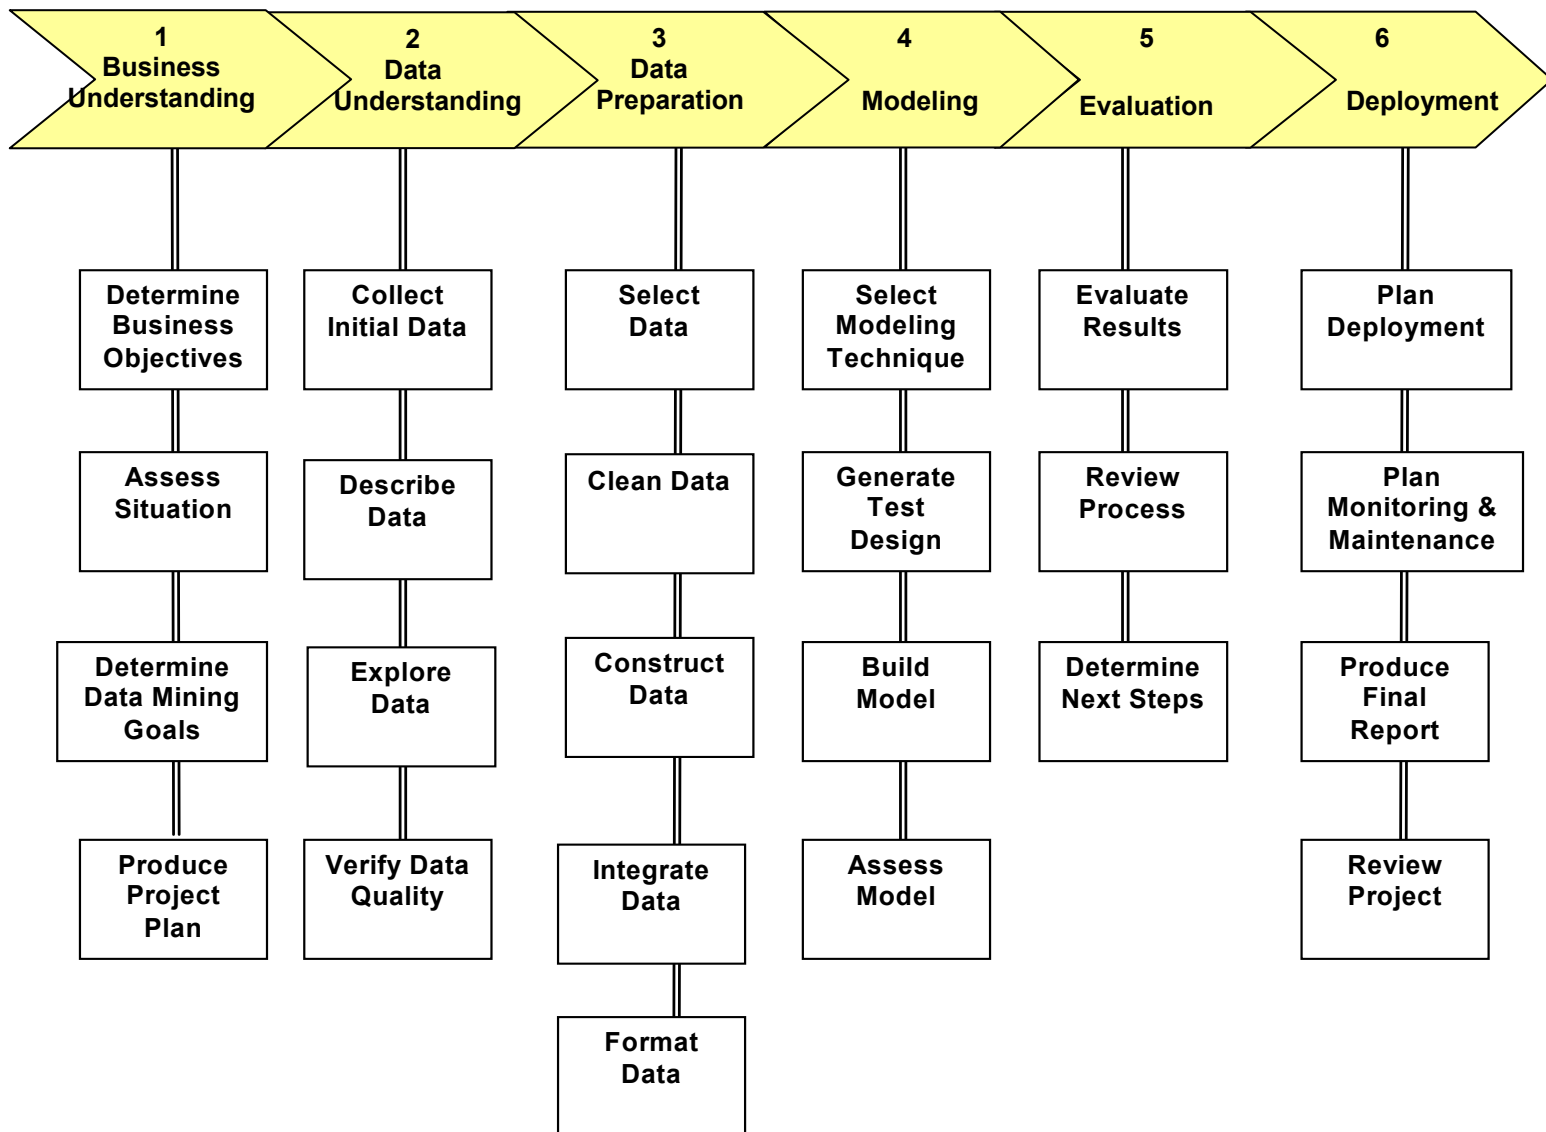 1
Business
Understanding
2
Data
Understanding
3
Data
Preparation
4
Modeling
5
Evaluation
6
Deployment
Determine
Business
Objectives
Assess
Situation
Determine
Data Mining
Goals
Produce
Project
Plan
Collect
Initial Data
Describe
Data
Explore
Data
Verify Data
Quality
Select
Data
Clean Data
Construct
Data
Integrate
Data
Format
Data
Select
Modeling
Technique
Generate
Test
Design
Build
Model
Assess
Model
Evaluate
Results
Review
Process
Determine
Next Steps
Plan
Deployment
Plan
Monitoring &
Maintenance
Produce
Final
Report
Review
Project